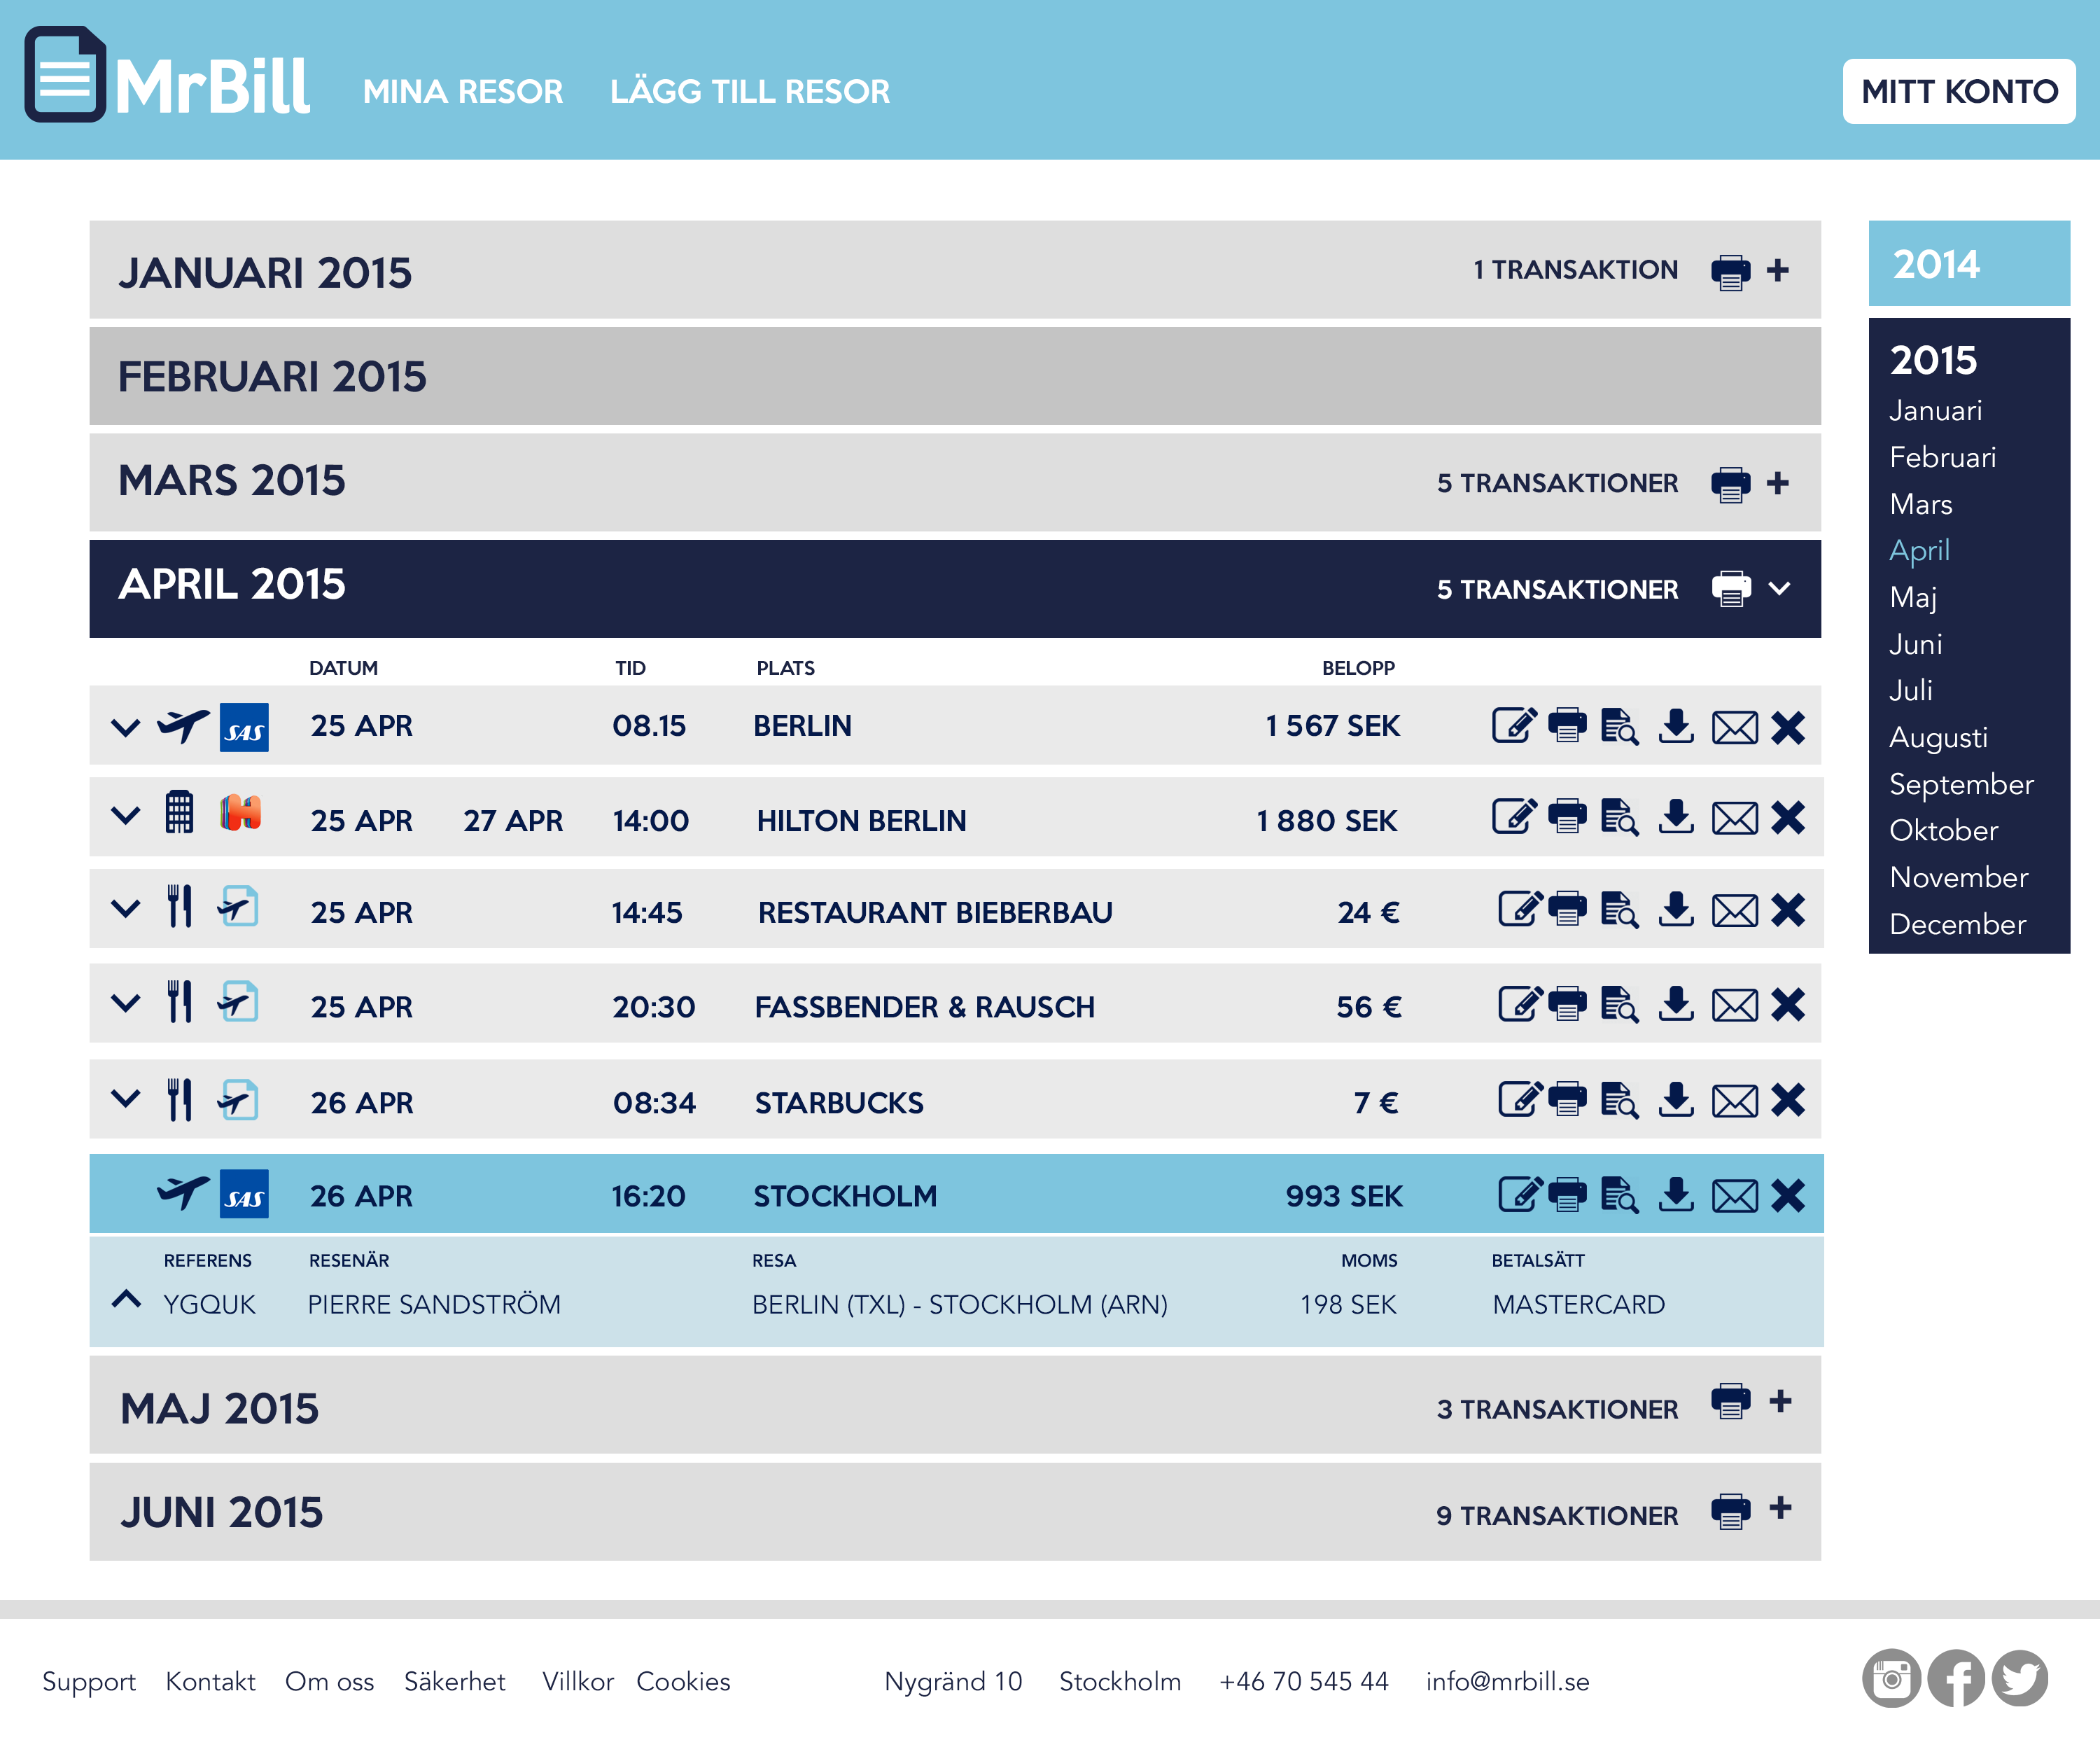 MrBill MINA RESOR LÄGG TILL RESOR MITT KONTO
JANUARI 2015 1 TRANSAKTION
FEBRUARI 2015
MARS 2015 5 TRANSAKTIONER
APRIL 2015 5 TRANSAKTIONER
DATUM TID PLATS BELOPP
SAS 25 APR 08.15 BERLIN 1 567 SEK
H 25 APR 27 APR 14:00 HILTON BERLIN 1 880 SEK
25 APR 14:45 RESTAURANT BIEBERBAU 24 €
25 APR 20:30 FASSBENDER & RAUSCH 56 €
26 APR 08:34 STARBUCKS 7 €
SAS 26 APR 16:20 STOCKHOLM 993 SEK
REFERENS RESENÄR RESA MOMS BETALSÄTT
YGQUK PIERRE SANDSTRÖM BERLIN (TXL) - STOCKHOLM (ARN) 198 SEK MASTERCARD
MAJ 2015 3 TRANSAKTIONER
JUNI 2015 9 TRANSAKTIONER
2014
2015
Januari
Februari
Mars
April
Maj
Juni
Juli
Augusti
September
Oktober
November
December
Support Kontakt Om oss Säkerhet Villkor Cookies Nygränd 10 Stockholm +46 70 545 44 info@mrbill.se